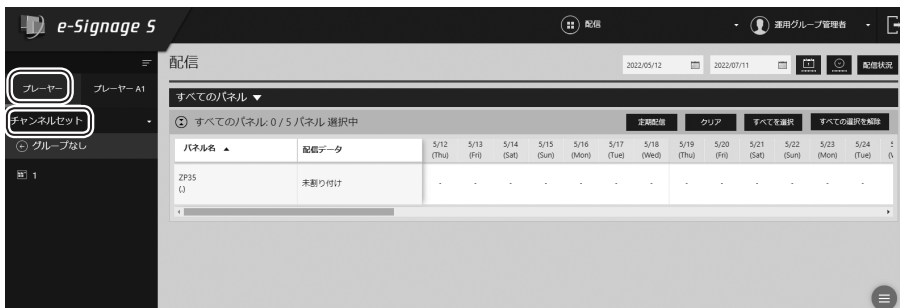 e-Signage S
配信
運用グループ管理者
配信
2022/05/12
2022/07/11
配信状況
プレーヤー
プレーヤー A1
すべてのパネル ▼
チャンネルセット
すべてのパネル: 0 / 5 パネル 選択中
定期配信
クリア
すべてを選択
すべての選択を解除
グループなし
パネル名 ▲
配信データ
5/12 (Thu)
5/13 (Fri)
5/14 (Sat)
5/15 (Sun)
5/16 (Mon)
5/17 (Tue)
5/18 (Wed)
5/19 (Thu)
5/20 (Fri)
5/21 (Sat)
5/22 (Sun)
5/23 (Mon)
5/24 (Tue)
1
ZP35
(.)
未割り付け
- - - - - - - - - - - - -